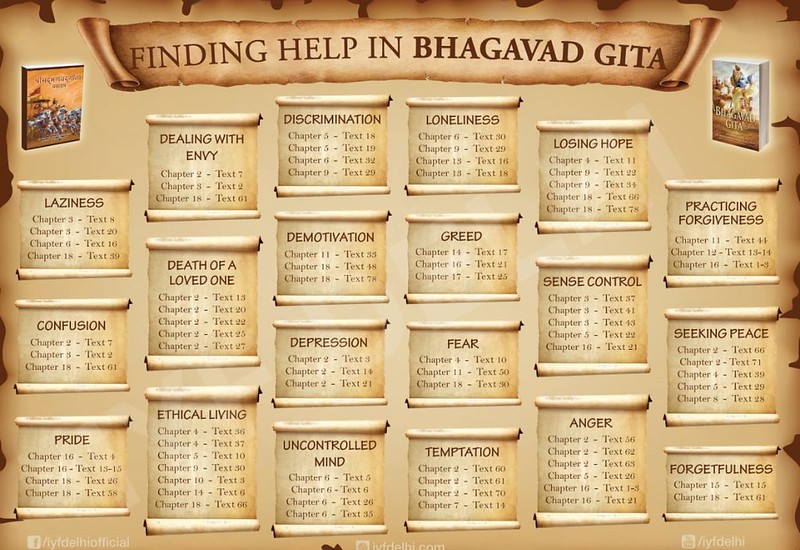 FINDING HELP IN BHAGAVAD GITA
BHAGAVAD
GITA
LAZINESS
Chapter 3 - Text 8
Chapter 3 - Text 20
Chapter 6 - Text 16
Chapter 18 - Text 39
CONFUSION
Chapter 2 - Text 7
Chapter 3 - Text 2
Chapter 18 - Text 61
PRIDE
Chapter 16 - Text 4
Chapter 16 - Text 13-15
Chapter 18 - Text 26
Chapter 18 - Text 58
DEALING WITH
ENVY
Chapter 2 - Text 7
Chapter 3 - Text 2
Chapter 18 - Text 61
DEATH OF A
LOVED ONE
Chapter 2 - Text 13
Chapter 2 - Text 20
Chapter 2 - Text 22
Chapter 2 - Text 25
Chapter 2 - Text 27
ETHICAL LIVING
Chapter 4 - Text 36
Chapter 4 - Text 37
Chapter 5 - Text 10
Chapter 9 - Text 30
Chapter 10 - Text 3
Chapter 14 - Text 6
Chapter 18 - Text 66
DISCRIMINATION
Chapter 5 - Text 18
Chapter 5 - Text 19
Chapter 6 - Text 32
Chapter 9 - Text 29
DEMOTIVATION
Chapter 11 - Text 33
Chapter 18 - Text 48
Chapter 18 - Text 78
DEPRESSION
Chapter 2 - Text 3
Chapter 2 - Text 14
Chapter 2 - Text 21
UNCONTROLLED
MIND
Chapter 6 - Text 5
Chapter 6 - Text 6
Chapter 6 - Text 26
Chapter 6 - Text 35
LONELINESS
Chapter 6 - Text 30
Chapter 9 - Text 29
Chapter 13 - Text 16
Chapter 13 - Text 18
GREED
Chapter 14 - Text 17
Chapter 16 - Text 21
Chapter 17 - Text 25
FEAR
Chapter 4 - Text 10
Chapter 11 - Text 50
Chapter 18 - Text 30
TEMPTATION
Chapter 2 - Text 60
Chapter 2 - Text 61
Chapter 2 - Text 70
Chapter 7 - Text 14
LOSING HOPE
Chapter 4 - Text 11
Chapter 9 - Text 22
Chapter 9 - Text 34
Chapter 18 - Text 66
Chapter 18 - Text 78
SENSE CONTROL
Chapter 3 - Text 37
Chapter 3 - Text 41
Chapter 3 - Text 43
Chapter 5 - Text 22
Chapter 16 - Text 21
ANGER
Chapter 2 - Text 56
Chapter 2 - Text 62
Chapter 2 - Text 63
Chapter 5 - Text 26
Chapter 16 - Text 1-3
Chapter 16 - Text 21
PRACTICING
FORGIVENESS
Chapter 11 - Text 44
Chapter 12 - Text 13-14
Chapter 16 - Text 1-3
SEEKING PEACE
Chapter 2 - Text 66
Chapter 2 - Text 71
Chapter 4 - Text 39
Chapter 5 - Text 29
Chapter 8 - Text 28
FORGETFULNESS
Chapter 15 - Text 15
Chapter 18 - Text 61
/iyfdelhiofficial
iyfdelhi.com
/iyfdelhi